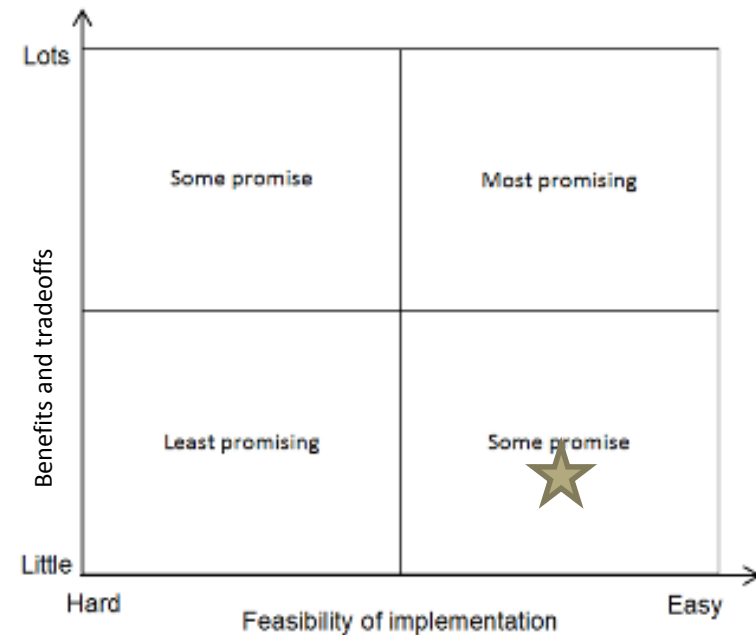 Lots
Some promise
Most promising
Benefits and tradeoffs
Least promising
Some promise
Little
Hard
Easy
Feasibility of implementation